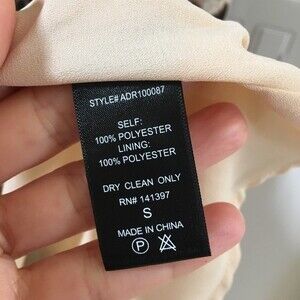 STYLE# ADR100087
SELF:
100% POLYESTER
LINING:
100% POLYESTER
DRY CLEAN ONLY
RN# 141397
S
MADE IN CHINA
P